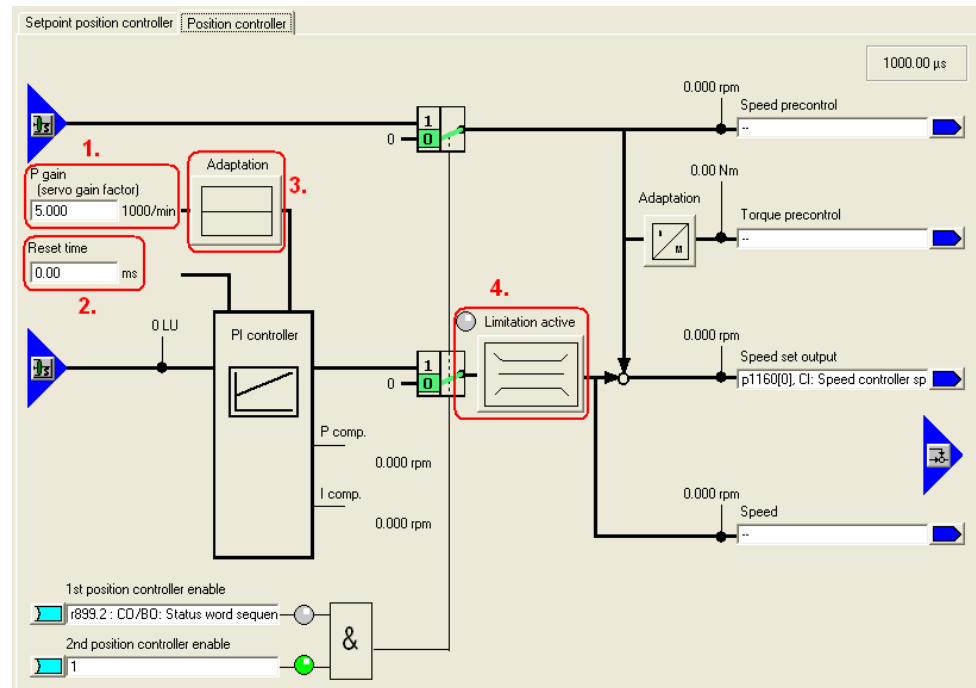 Setpoint position controller
Position controller
1000.00 µs
0.000 rpm
Speed precontrol
--
1
0
0
1.
P gain
(servo gain factor)
5.000
1000/min
Adaptation
3.
0.00 Nm
Adaptation
Torque precontrol
--
Reset time
0.00
ms
2.
4.
Limitation active
0 LU
PI controller
1
0
0
0.000 rpm
Speed set output
p1160[0], CI: Speed controller sp
P comp.
0.000 rpm
I comp.
0.000 rpm
0.000 rpm
Speed
--
1st position controller enable
r899.2 : CO/BO: Status word sequen
&
2nd position controller enable
1